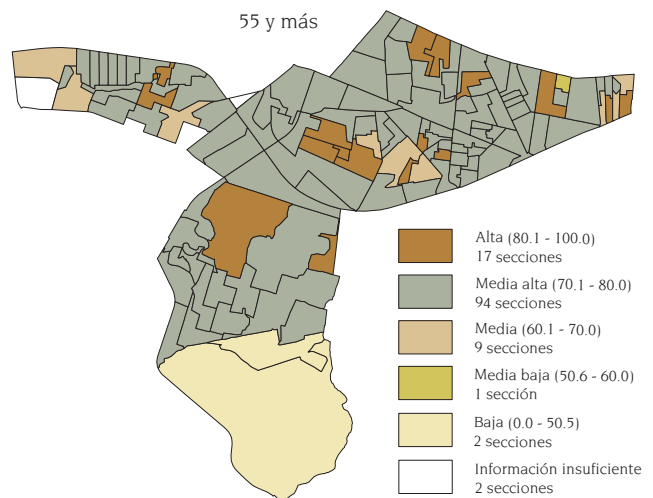 55 y más
Alta (80.1 - 100.0)
17 secciones
Media alta (70.1 - 80.0)
94 secciones
Media (60.1 - 70.0)
9 secciones
Media baja (50.6 - 60.0)
1 sección
Baja (0.0 - 50.5)
2 secciones
Información insuficiente
2 secciones